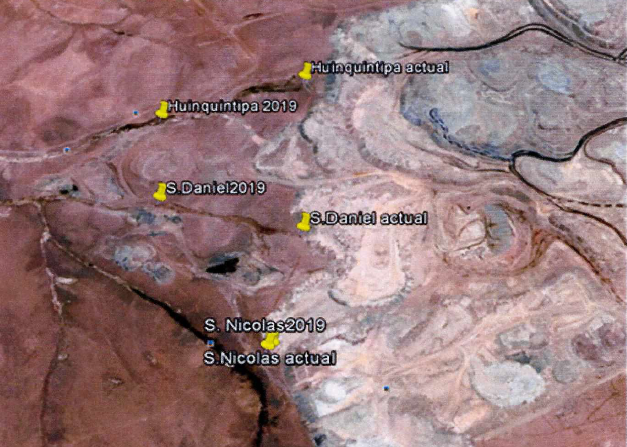 Huinquintipa actual
Huinquintipa 2019
S.Daniel2019
S.Daniel actual
S. Nicolas2019
S.Nicolas actual